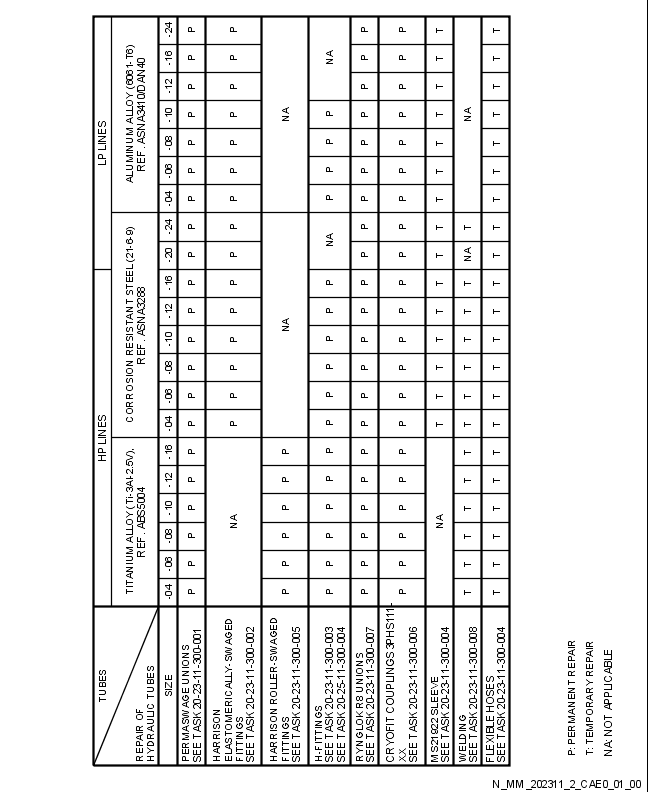 TUBES HP LINES LP LINES
REPAIR OF
HYDRAULIC TUBES
TITANIUM ALLOY (Ti-3Al-2.5V),
REF. ABS5004
CORROSION RESISTANT STEEL (21-6-9)
REF. ASNA3288
ALUMINUM ALLOY (6061-T6)
REF. ASNA3410/DAN40
SIZE -04 -06 -08 -10 -12 -16 -04 -06 -08 -10 -12 -16 -20 -24 -04 -06 -08 -10 -12 -16 -24
PERMASWAGE UNIONS
SEE TASK 20-23-11-300-001
P P P P P P P P P P P P P P P P P P P P P
HARRISON
ELASTOMERICALLY-SWAGED
FITTINGS
SEE TASK 20-23-11-300-002
NA P P P P P P P P P P P P P P P
HARRISON ROLLER-SWAGED
FITTINGS
SEE TASK 20-23-11-300-005
P P P P P P NA NA
H-FITTINGS
SEE TASK 20-23-11-300-003
SEE TASK 20-25-11-300-004
P P P P P P P P P P P P NA P P P P NA
RYNGLOK R8 UNIONS
SEE TASK 20-23-11-300-007
P P P P P P P P P P P P P P P P P P P P P
CRYOFIT COUPLINGS 3PHS111-
XX
SEE TASK 20-23-11-300-006
P P P P P P P P P P P P P P P P P P P P P
MS21922 SLEEVE
SEE TASK 20-23-11-300-004
NA T T T T T T T T T T T T T T T
WELDING
SEE TASK 20-23-11-300-008
T T T T T T T T T T T T NA T NA
FLEXIBLE HOSES
SEE TASK 20-23-11-300-004
T T T T T T T T T T T T T T T T T T T T T
P: PERMANENT REPAIR
T: TEMPORARY REPAIR
NA: NOT APPLICABLE
N_MM_202311_2_CAE0_01_00